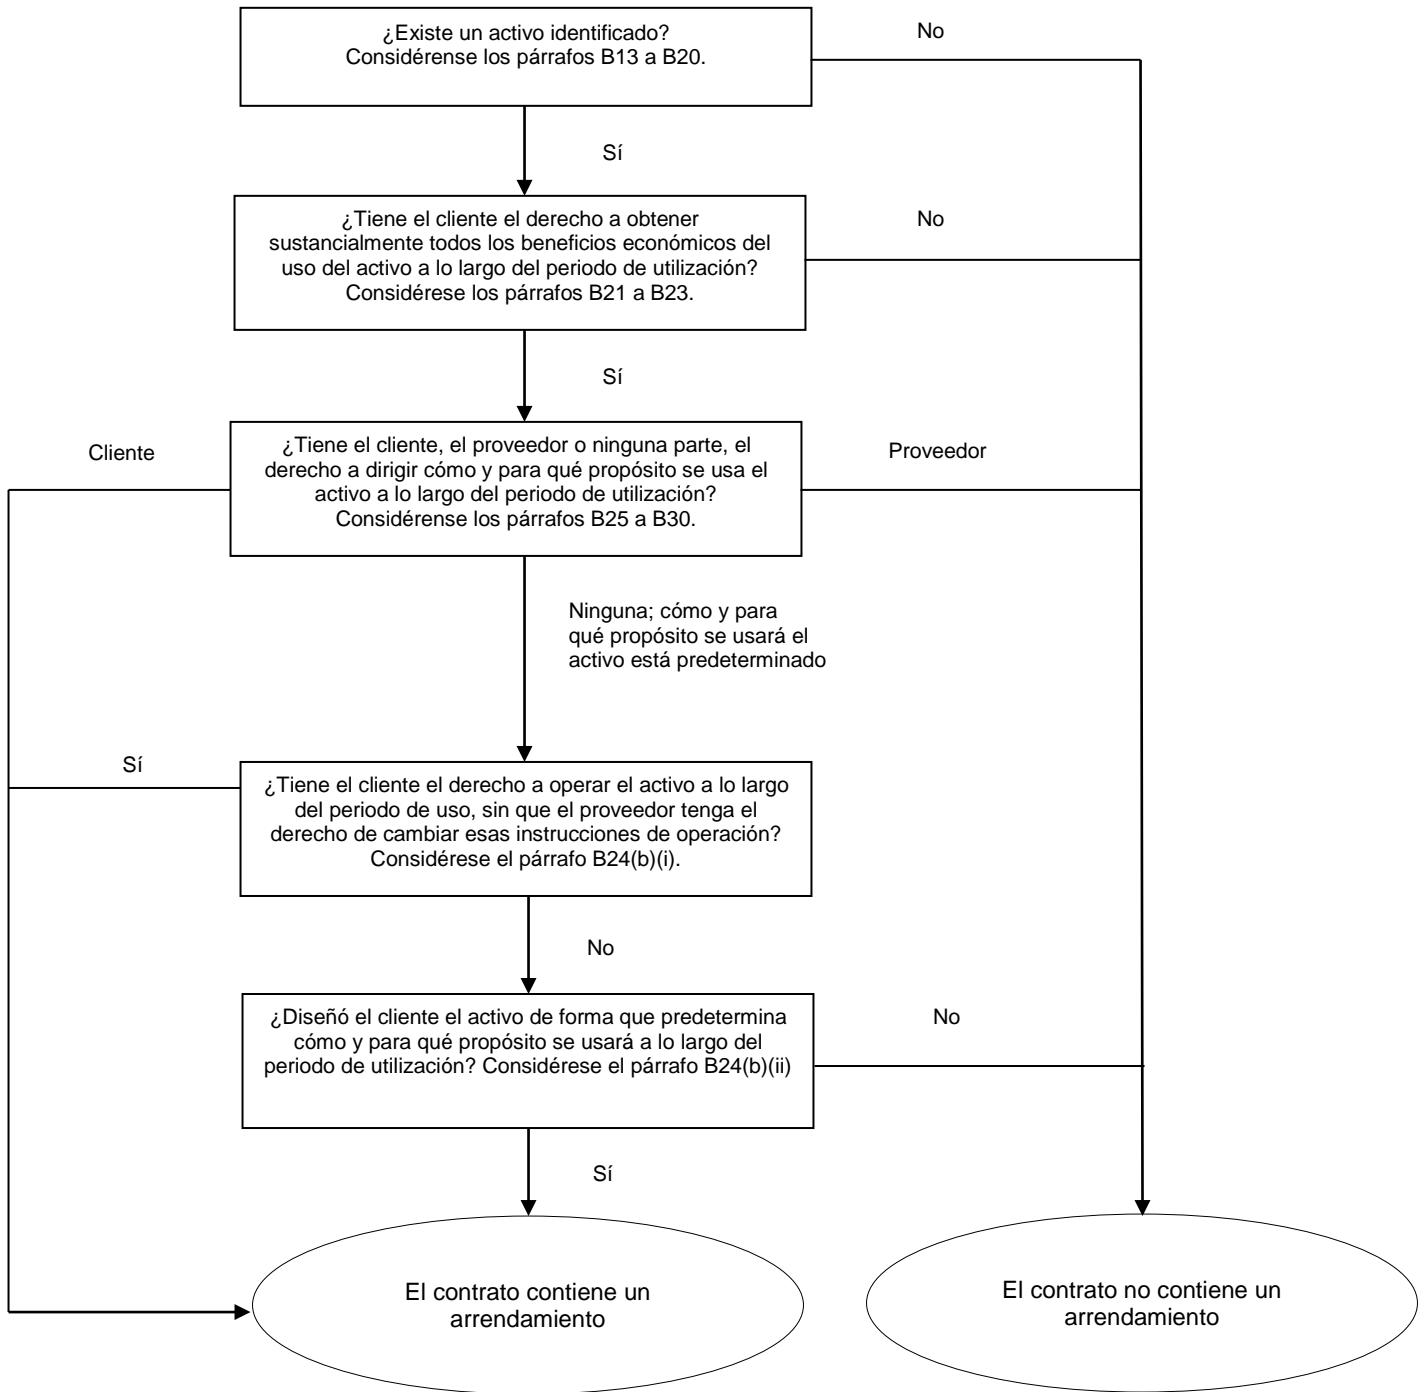 ¿Existe un activo identificado?
Considérense los párrafos B13 a B20.
No
Sí
¿Tiene el cliente el derecho a obtener
sustancialmente todos los beneficios económicos del
uso del activo a lo largo del periodo de utilización?
Considérese los párrafos B21 a B23.
No
Sí
Cliente
¿Tiene el cliente, el proveedor o ninguna parte, el
derecho a dirigir cómo y para qué propósito se usa el
activo a lo largo del periodo de utilización?
Considérense los párrafos B25 a B30.
Proveedor
Ninguna; cómo y para
qué propósito se usará el
activo está predeterminado
Sí
¿Tiene el cliente el derecho a operar el activo a lo largo
del periodo de uso, sin que el proveedor tenga el
derecho de cambiar esas instrucciones de operación?
Considérese el párrafo B24(b)(i).
No
¿Diseñó el cliente el activo de forma que predetermina
cómo y para qué propósito se usará a lo largo del
periodo de utilización? Considérese el párrafo B24(b)(ii)
No
Sí
El contrato contiene un
arrendamiento
El contrato no contiene un
arrendamiento